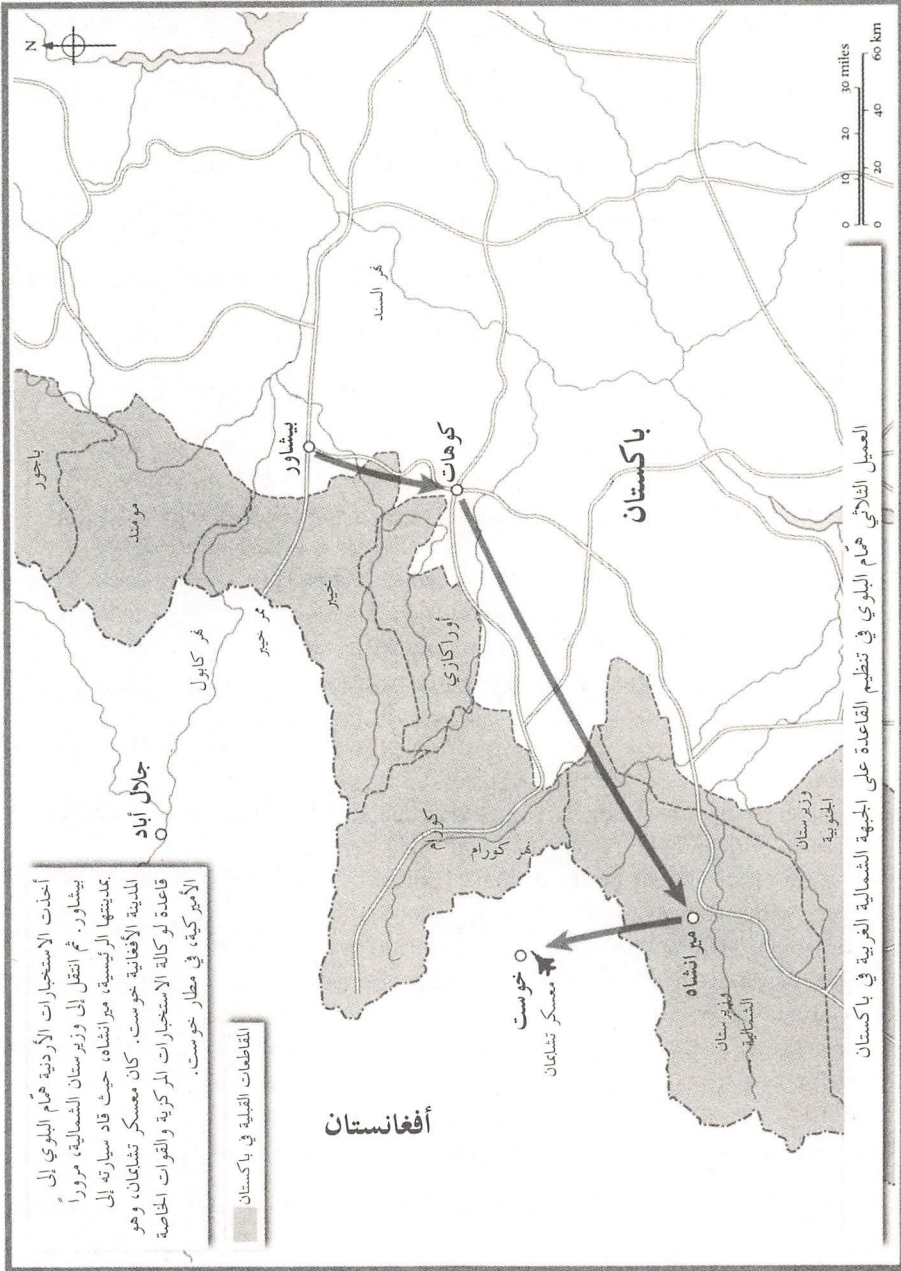 أخذت الاستخبارات الأردنية همّام البلوي إلى
بيشاور. ثم انتقل إلى وزيرستان الشمالية، مروراً
بمدينتها الرئيسية، ميرانشاه، حيث قاد سيارته إلى
المدينة الأفغانية خوست. كان معسكر تشابمان، وهو
قاعدة لوكالة الاستخبارات المركزية والقوات الخاصة
الأميركية، في مطار خوست.
المقاطعات القبلية في باكستان
N
باجور
مومند
جلال أباد
نهر كابول
ممر خيبر
خيبر
بيشاور
نهر السند
كوهات
أوراكازي
كورام
نهر كورام
باكستان
أفغانستان
خوست
معسكر تشابمان
ميرانشاه
وزيرستان
الشمالية
وزيرستان
الجنوبية
0 10 20 30 miles
0 20 40 60 km
العميل الثلاثي همّام البلوي في تنظيم القاعدة على الجبهة الشمالية الغربية في باكستان